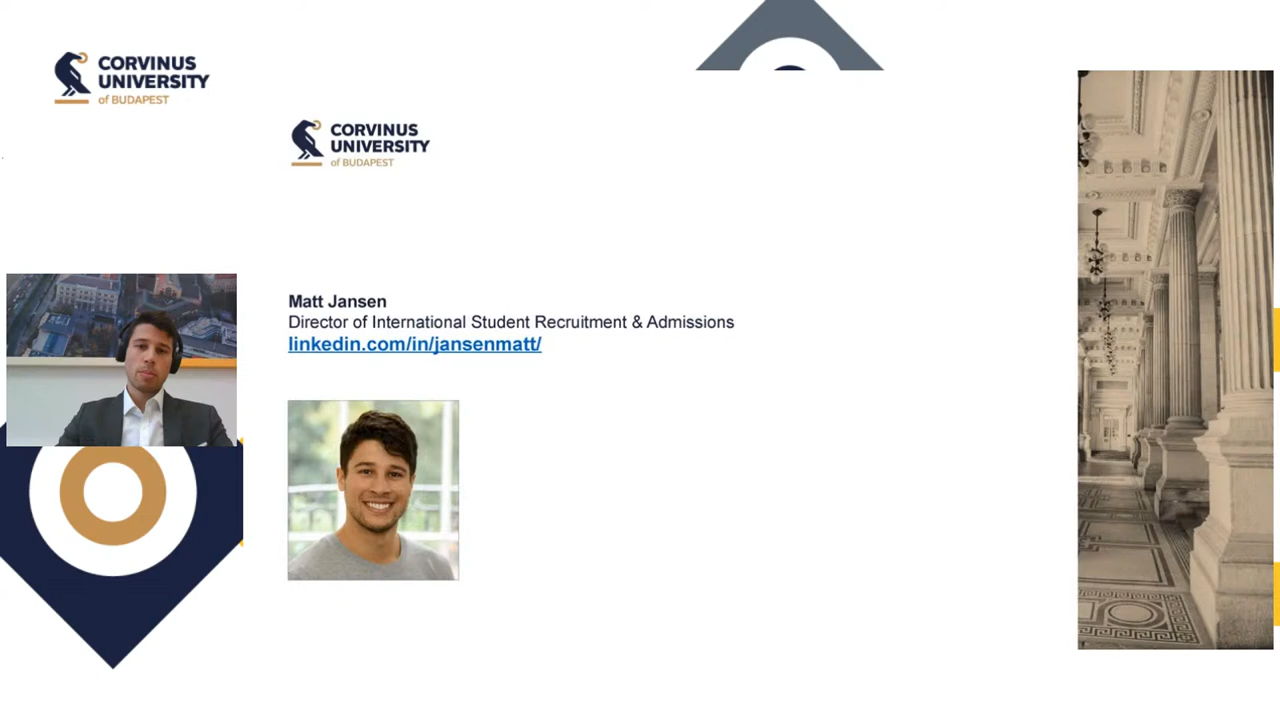 CORVINUS
UNIVERSITY
of BUDAPEST
CORVINUS
UNIVERSITY
of BUDAPEST
Matt Jansen
Director of International Student Recruitment & Admissions
linkedin.com/in/jansenmatt/